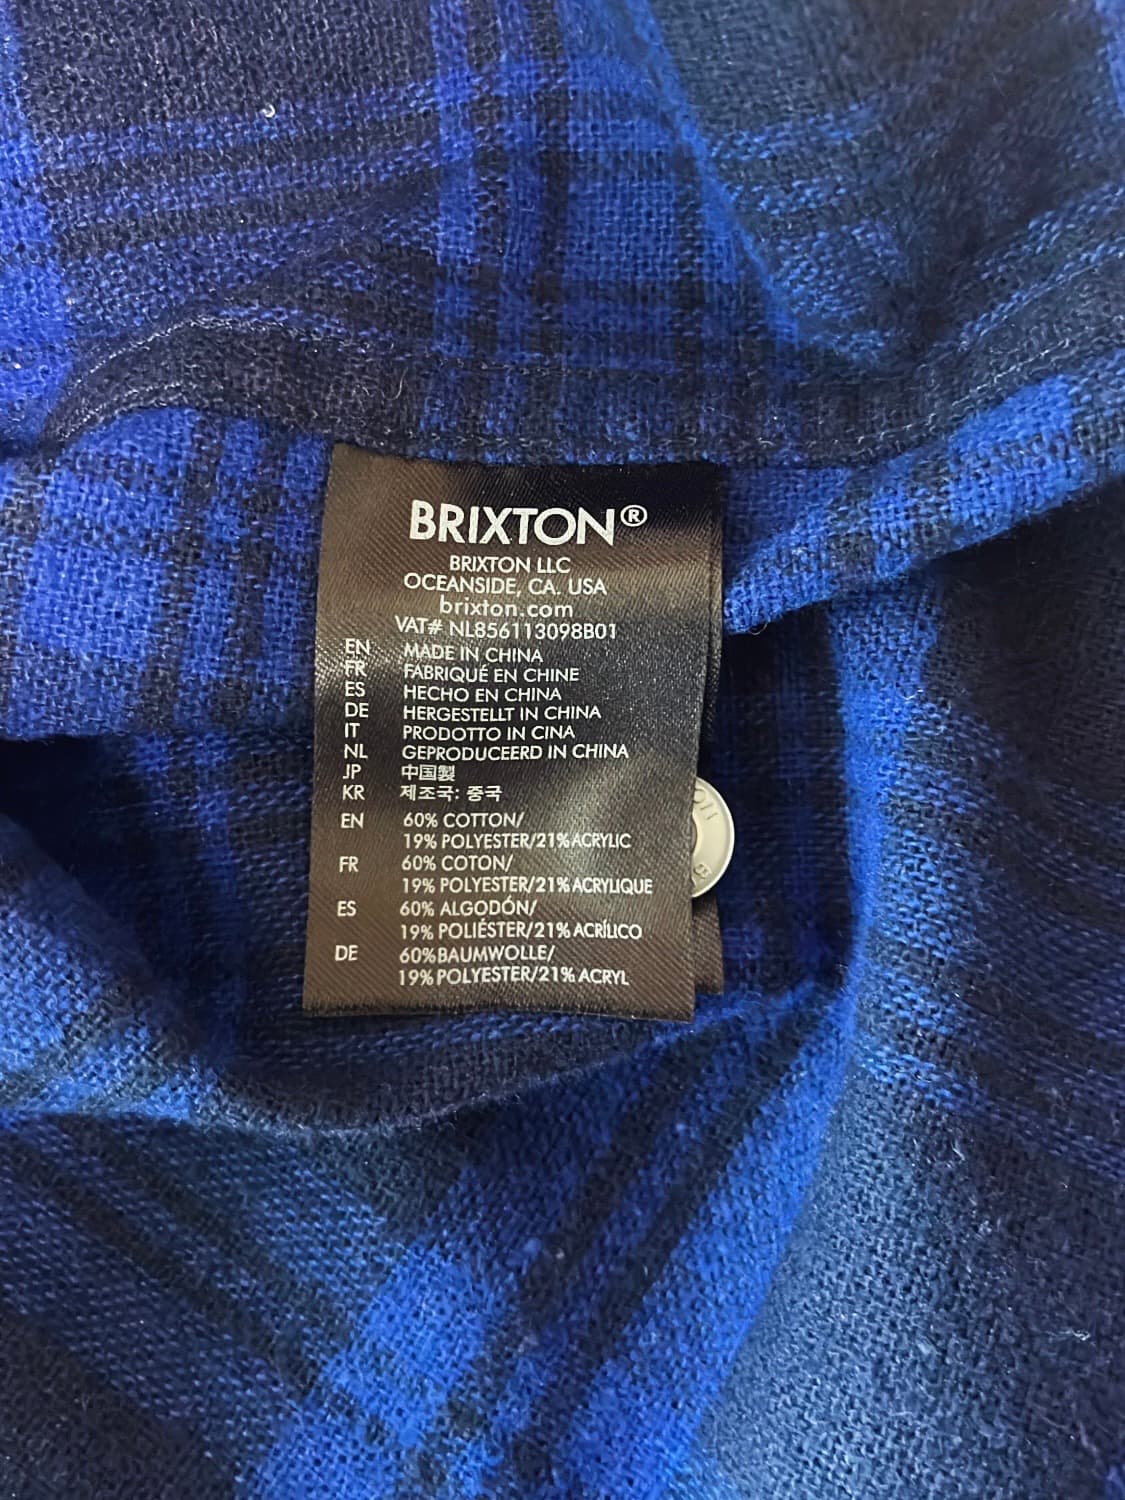 BRIXTON®
BRIXTON LLC
OCEANSIDE, CA. USA
brixton.com
VAT# NL856113098B01
EN MADE IN CHINA
FR FABRIQUÉ EN CHINE
ES HECHO EN CHINA
DE HERGESTELLT IN CHINA
IT PRODOTTO IN CINA
NL GEPRODUCEERD IN CHINA
JP 中国製
KR 제조국: 중국
EN 60% COTTON/
19% POLYESTER/21% ACRYLIC
FR 60% COTON/
19% POLYESTER/21% ACRYLIQUE
ES 60% ALGODÓN/
19% POLIÉSTER/21% ACRÍLICO
DE 60% BAUMWOLLE/
19% POLYESTER/21% ACRYL